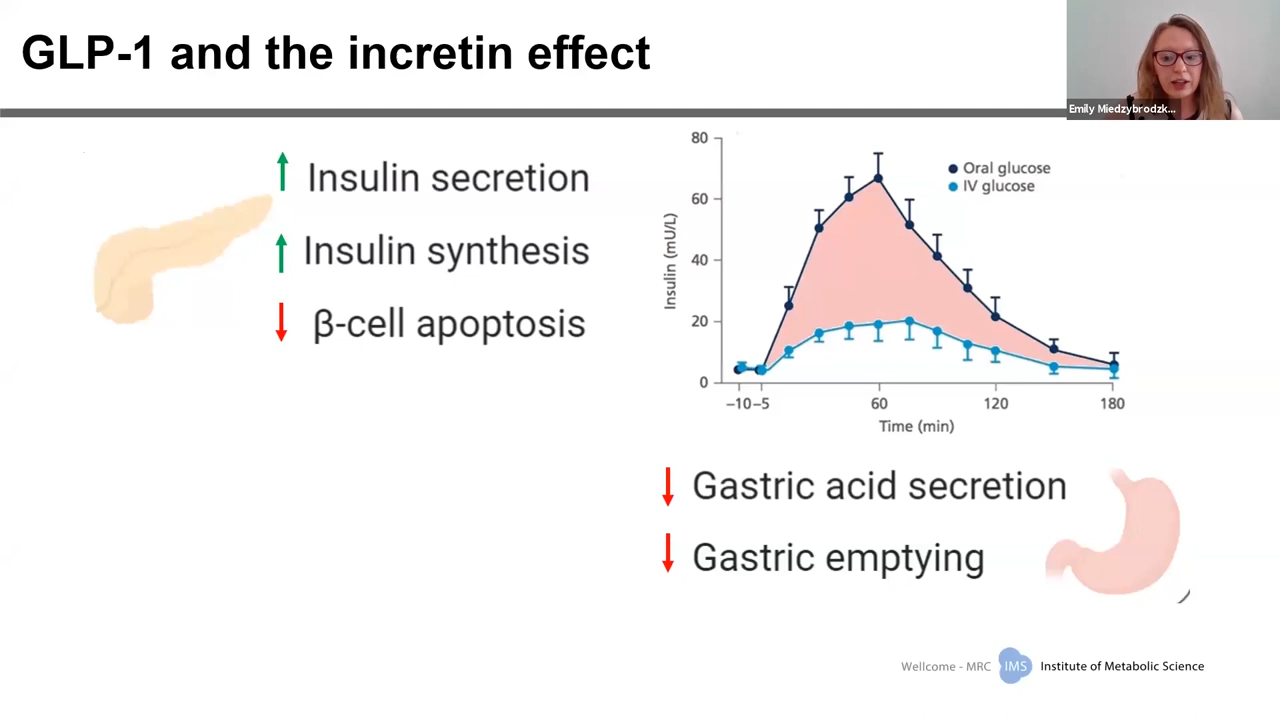 GLP-1 and the incretin effect
Emily Miedzybrodzk...
Insulin secretion
Insulin synthesis
β-cell apoptosis
80
60
40
20
0
Insulin (mU/L)
Oral glucose
IV glucose
−10 −5 60 120 180
Time (min)
Gastric acid secretion
Gastric emptying
Wellcome - MRC IMS Institute of Metabolic Science